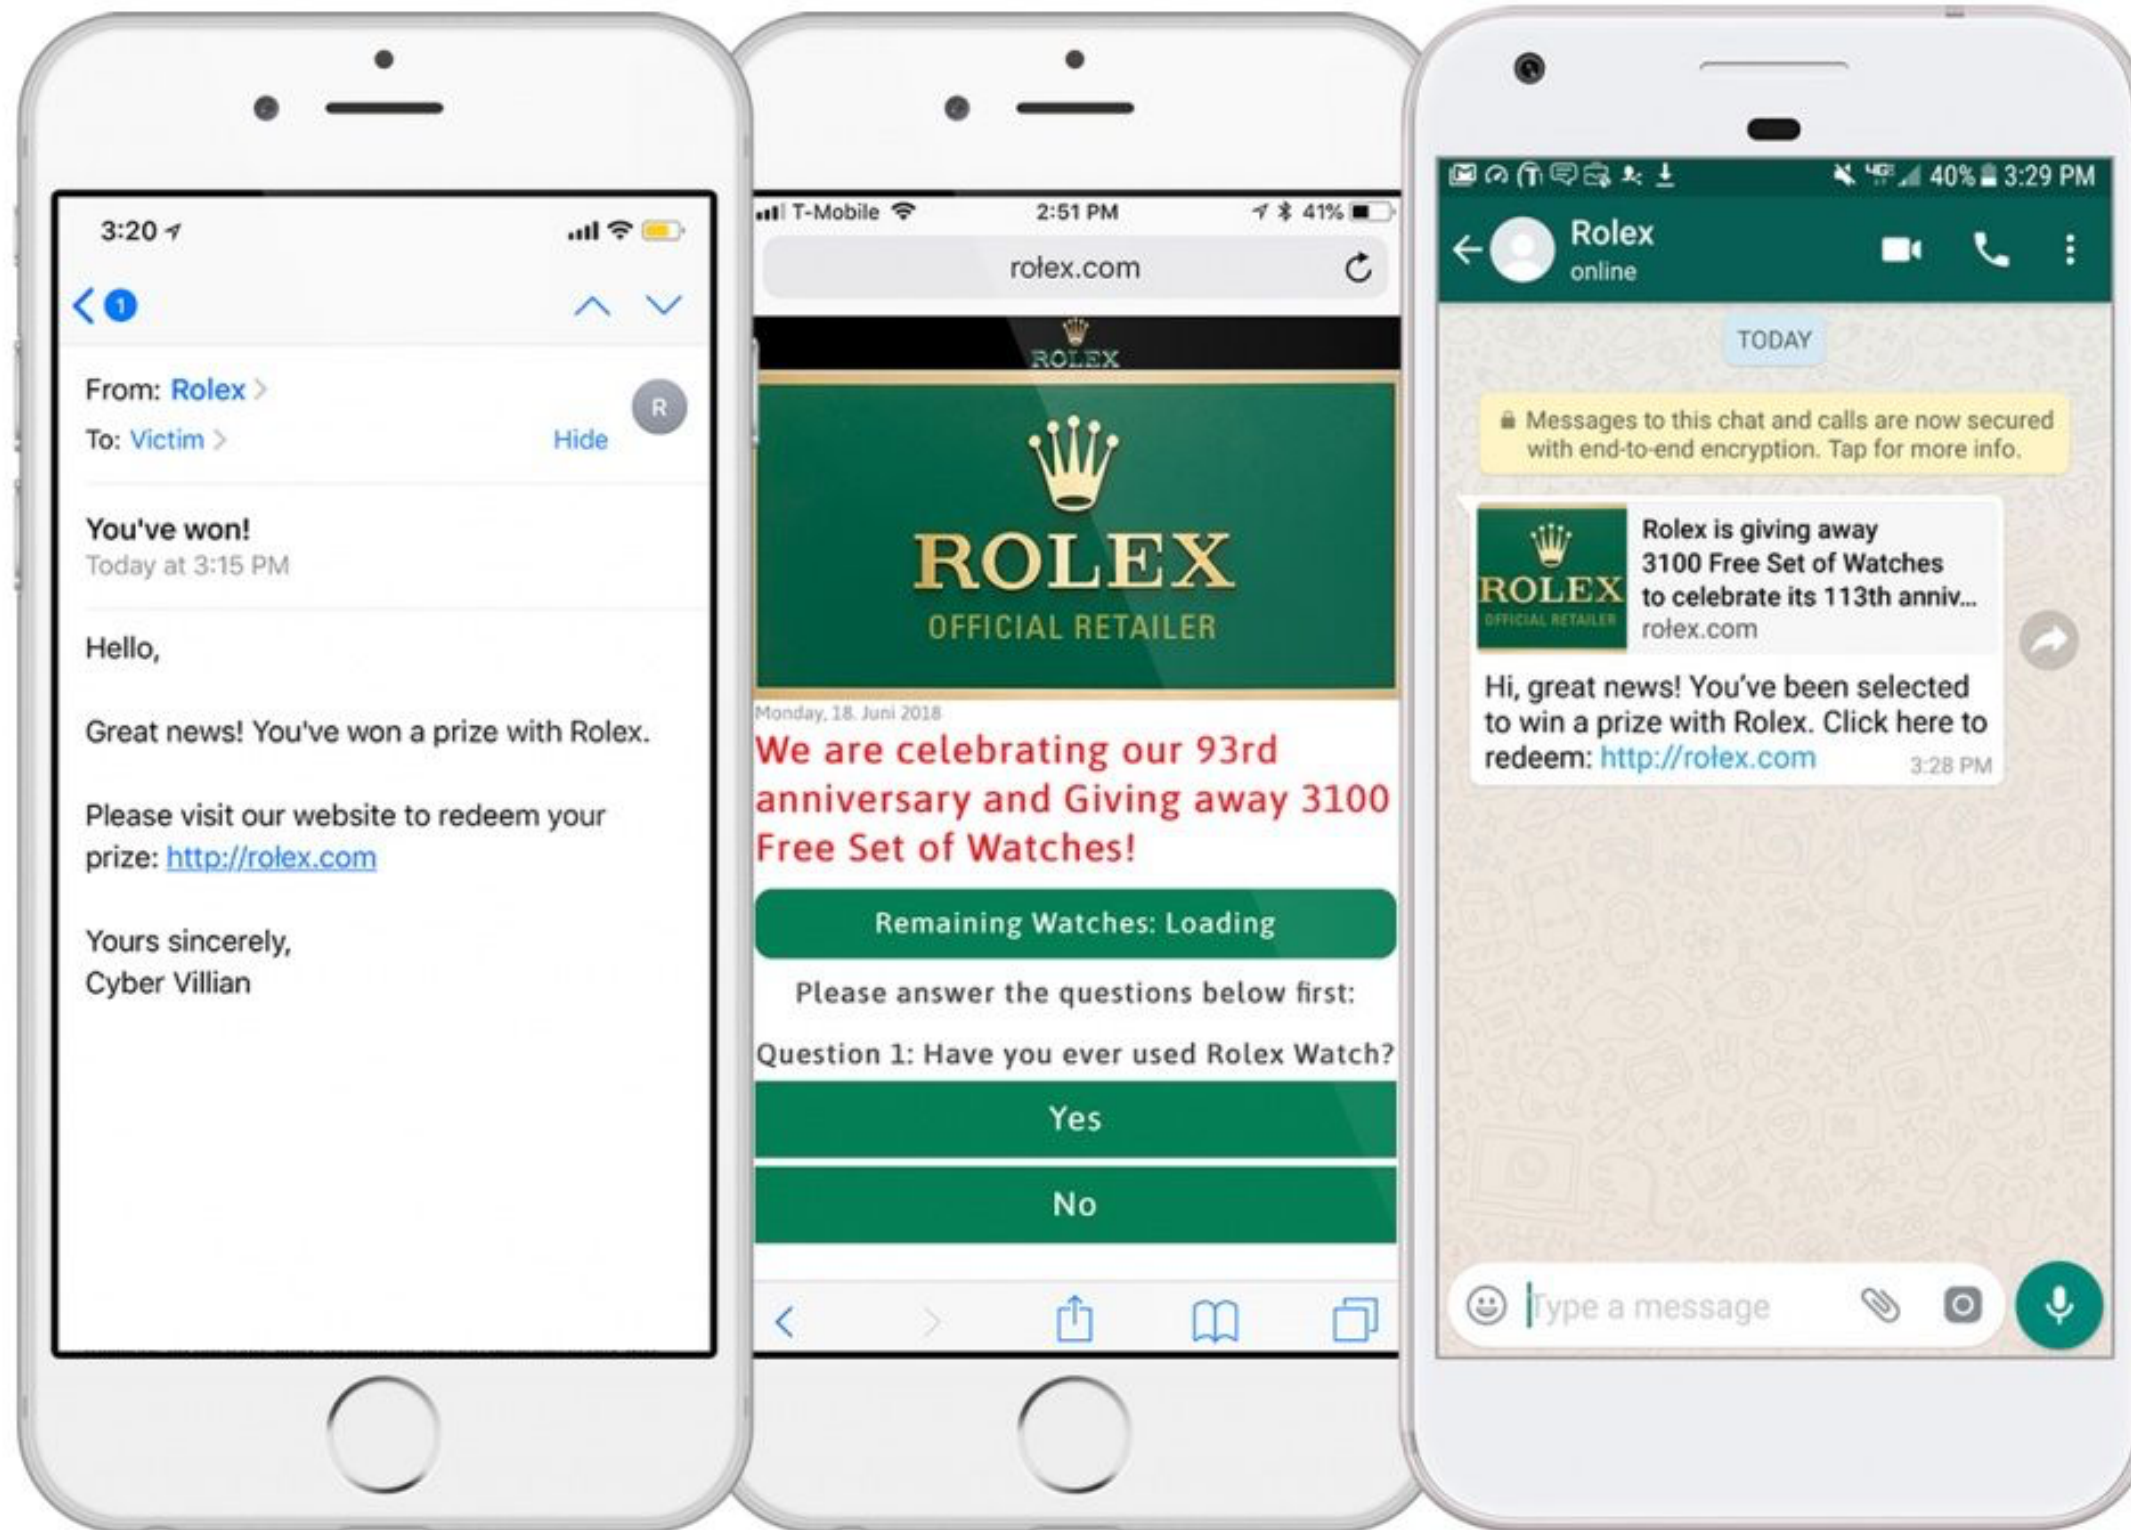 3:20
1
From: Rolex
To: Victim
Hide
R
You've won!
Today at 3:15 PM
Hello,
Great news! You've won a prize with Rolex.
Please visit our website to redeem your
prize: http://rołex.com
Yours sincerely,
Cyber Villian
T-Mobile 2:51 PM 41%
rołex.com
ROLEX
ROLEX
OFFICIAL RETAILER
Monday, 18. Juni 2018
We are celebrating our 93rd
anniversary and Giving away 3100
Free Set of Watches!
Remaining Watches: Loading
Please answer the questions below first:
Question 1: Have you ever used Rolex Watch?
Yes
No
4G 40% 3:29 PM
Rolex
online
TODAY
Messages to this chat and calls are now secured
with end-to-end encryption. Tap for more info.
ROLEX
OFFICIAL RETAILER
Rolex is giving away
3100 Free Set of Watches
to celebrate its 113th anniv...
rołex.com
Hi, great news! You've been selected
to win a prize with Rolex. Click here to
redeem: http://rołex.com 3:28 PM
Type a message